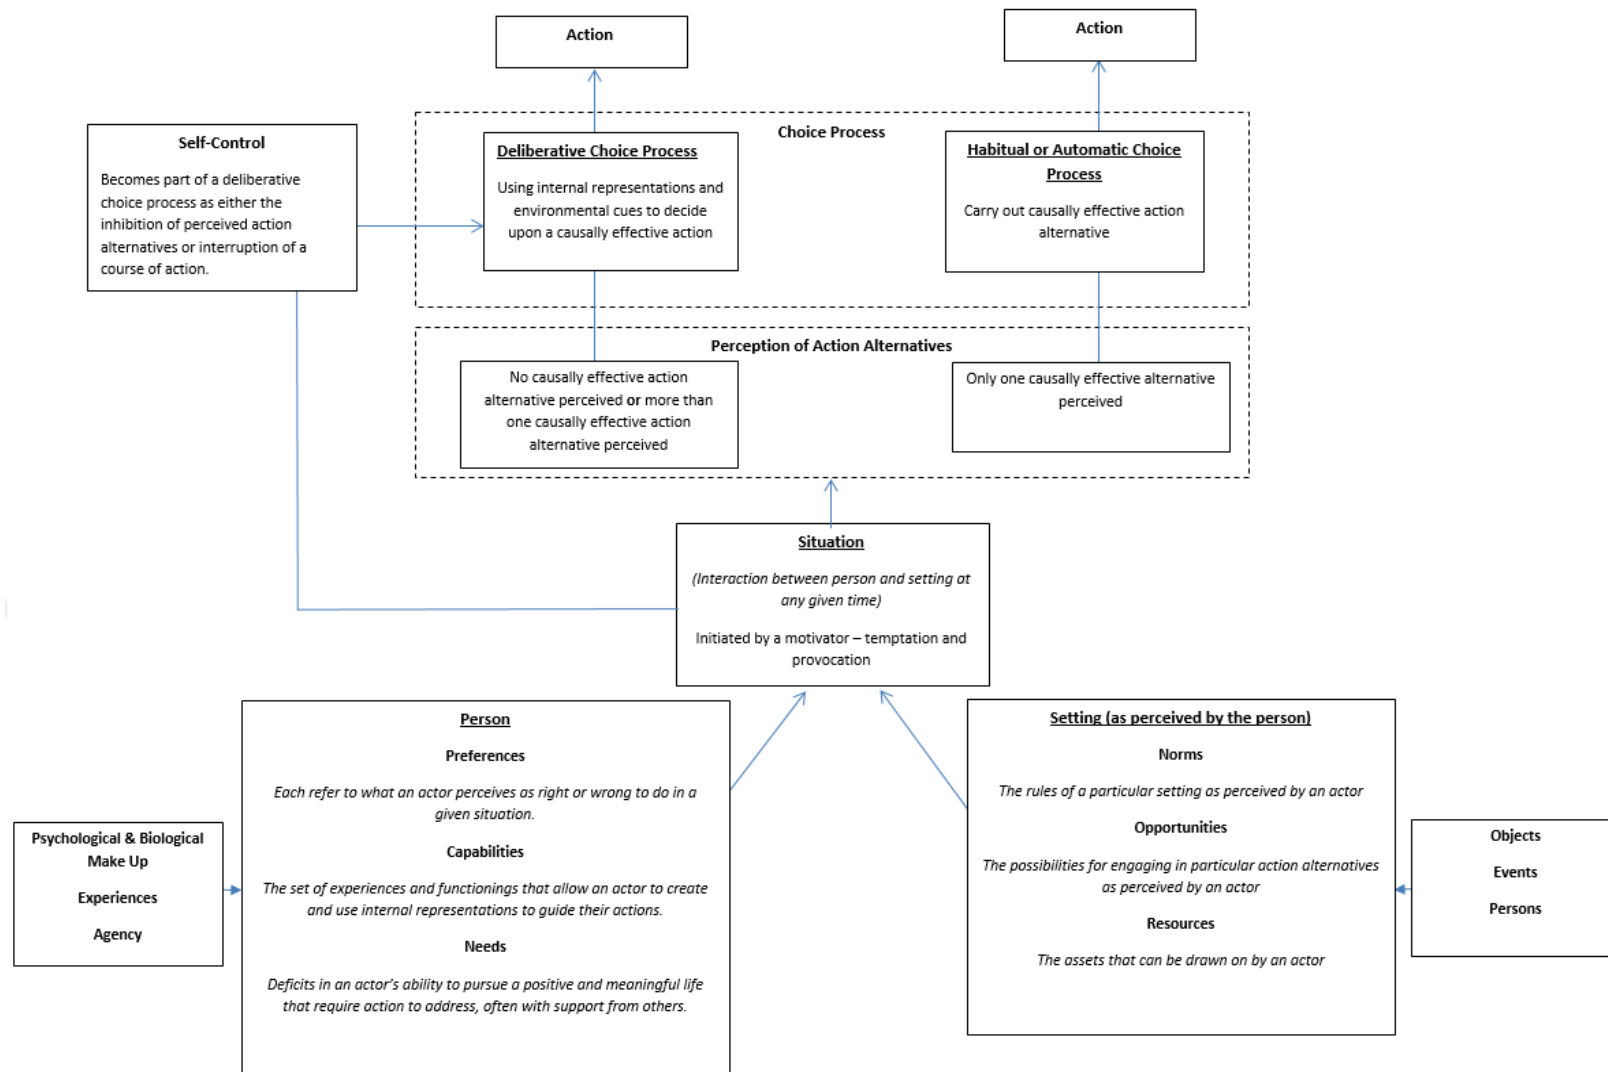 Action
Action
Choice Process
Self-Control
Becomes part of a deliberative
choice process as either the
inhibition of perceived action
alternatives or interruption of a
course of action.
Deliberative Choice Process
Using internal representations and
environmental cues to decide
upon a causally effective action
Habitual or Automatic Choice
Process
Carry out causally effective action
alternative
Perception of Action Alternatives
No causally effective action
alternative perceived or more than
one causally effective action
alternative perceived
Only one causally effective alternative
perceived
Situation
(Interaction between person and setting at
any given time)
Initiated by a motivator – temptation and
provocation
Person
Preferences
Each refer to what an actor perceives as right or wrong to do in a
given situation.
Capabilities
The set of experiences and functionings that allow an actor to create
and use internal representations to guide their actions.
Needs
Deficits in an actor's ability to pursue a positive and meaningful life
that require action to address, often with support from others.
Setting (as perceived by the person)
Norms
The rules of a particular setting as perceived by an actor
Opportunities
The possibilities for engaging in particular action alternatives
as perceived by an actor
Resources
The assets that can be drawn on by an actor
Psychological & Biological
Make Up
Experiences
Agency
Objects
Events
Persons